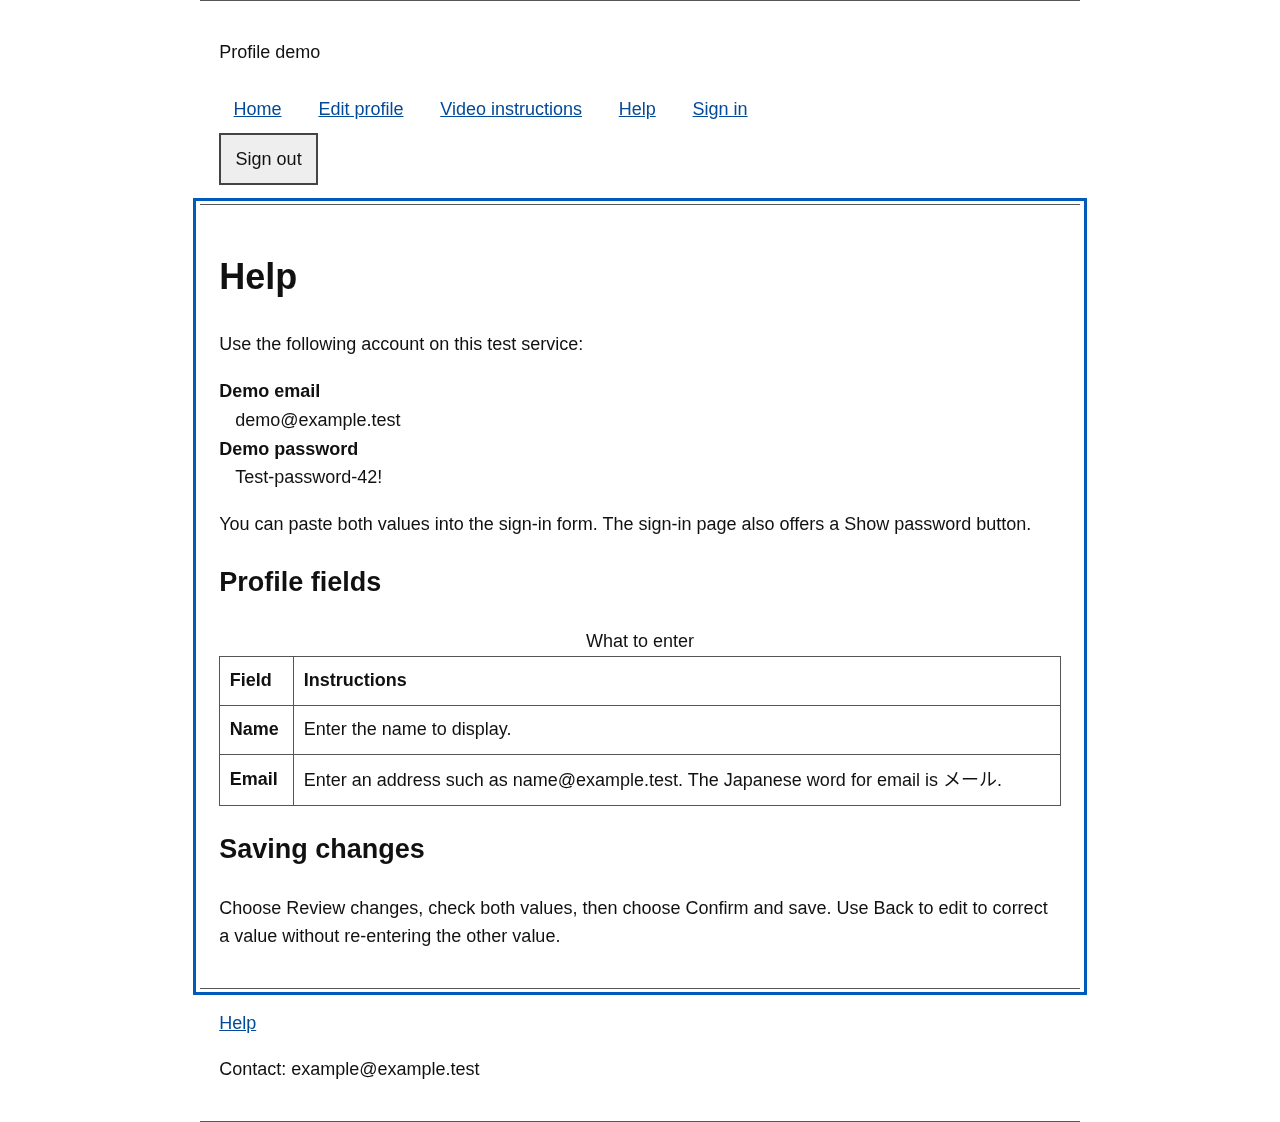 Profile demo
Home Edit profile Video instructions Help Sign in
Sign out
Help
Use the following account on this test service:
Demo email
demo@example.test
Demo password
Test-password-42!
You can paste both values into the sign-in form. The sign-in page also offers a Show password button.
Profile fields
What to enter
Field Instructions
Name Enter the name to display.
Email Enter an address such as name@example.test. The Japanese word for email is メール.
Saving changes
Choose Review changes, check both values, then choose Confirm and save. Use Back to edit to correct
a value without re-entering the other value.
Help
Contact: example@example.test